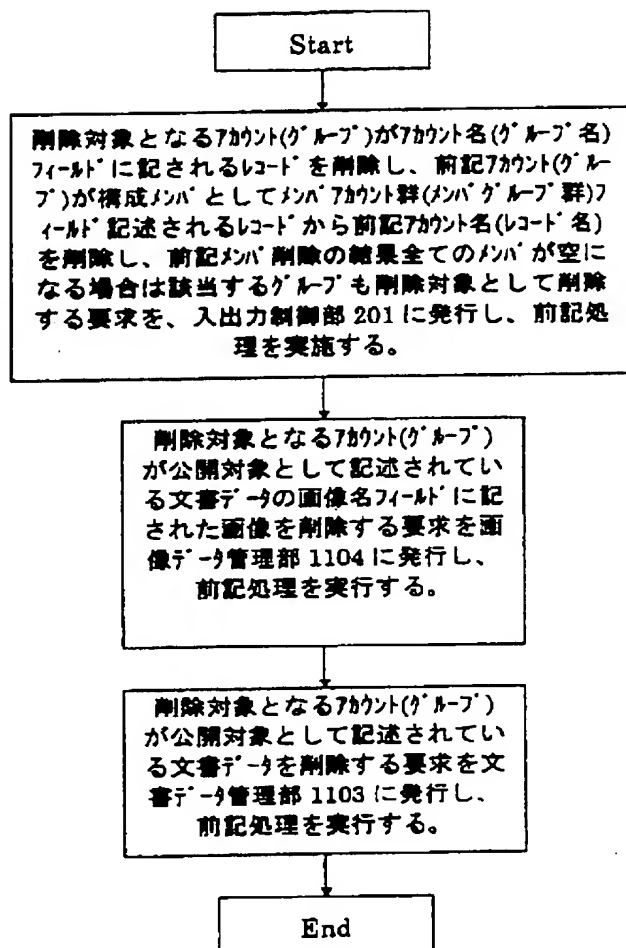 Start
削除対象となるｱｶｳﾝﾄ(ｸﾞﾙｰﾌﾟ)がｱｶｳﾝﾄ名(ｸﾞﾙｰﾌﾟ名)
ﾌｨｰﾙﾄﾞに記されるﾚｺｰﾄﾞを削除し、前記ｱｶｳﾝﾄ(ｸﾞﾙｰ
ﾌﾟ)が構成ﾒﾝﾊﾞとしてﾒﾝﾊﾞｱｶｳﾝﾄ群(ﾒﾝﾊﾞｸﾞﾙｰﾌﾟ群)ﾌ
ｨｰﾙﾄﾞ記述されるﾚｺｰﾄﾞから前記ｱｶｳﾝﾄ名(ﾚｺｰﾄﾞ名)
を削除し、前記ﾒﾝﾊﾞ削除の結果全てのﾒﾝﾊﾞが空に
なる場合は該当するｸﾞﾙｰﾌﾟも削除対象として削除
する要求を、入出力制御部201に発行し、前記処
理を実施する。
削除対象となるｱｶｳﾝﾄ(ｸﾞﾙｰﾌﾟ)
が公開対象として記述されてい
る文書ﾃﾞｰﾀの画像名ﾌｨｰﾙﾄﾞに記
された画像を削除する要求を画
像ﾃﾞｰﾀ管理部1104に発行し、
前記処理を実行する。
削除対象となるｱｶｳﾝﾄ(ｸﾞﾙｰﾌﾟ)
が公開対象として記述されてい
る文書ﾃﾞｰﾀを削除する要求を文
書ﾃﾞｰﾀ管理部1103に発行し、
前記処理を実行する。
End